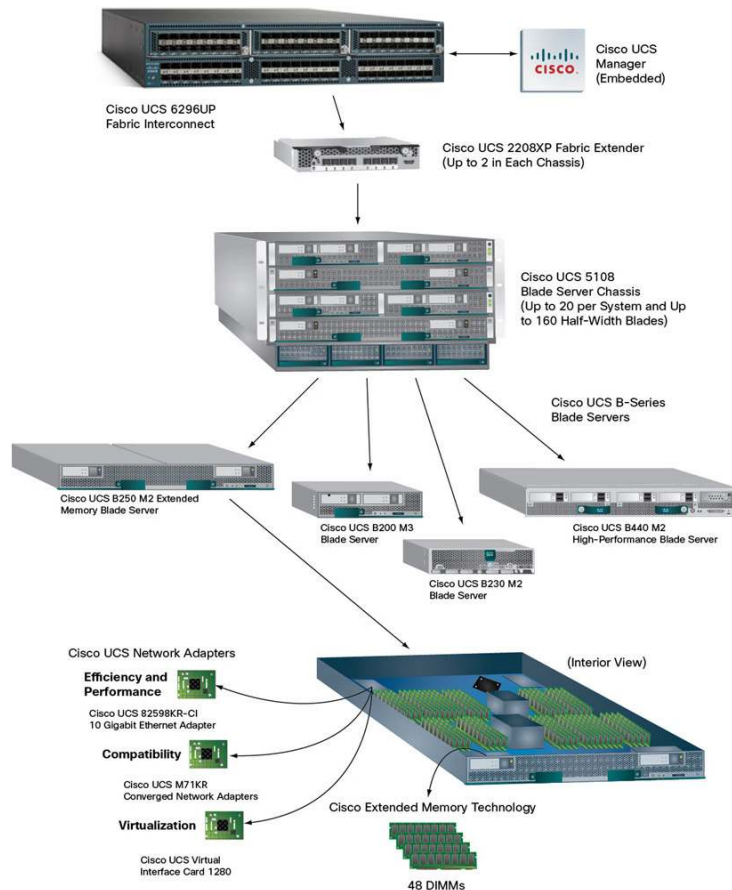 CISCO
Cisco UCS
Manager
(Embedded)
Cisco UCS 6296UP
Fabric Interconnect
Cisco UCS 2208XP Fabric Extender
(Up to 2 in Each Chassis)
Cisco UCS 5108
Blade Server Chassis
(Up to 20 per System and Up
to 160 Half-Width Blades)
Cisco UCS B-Series
Blade Servers
Cisco UCS B250 M2 Extended
Memory Blade Server
Cisco UCS B200 M3
Blade Server
Cisco UCS B230 M2
Blade Server
Cisco UCS B440 M2
High-Performance Blade Server
Cisco UCS Network Adapters
Efficiency and
Performance
Cisco UCS 82598KR-CI
10 Gigabit Ethernet Adapter
Compatibility
Cisco UCS M71KR
Converged Network Adapters
Virtualization
Cisco UCS Virtual
Interface Card 1280
(Interior View)
Cisco Extended Memory Technology
48 DIMMs